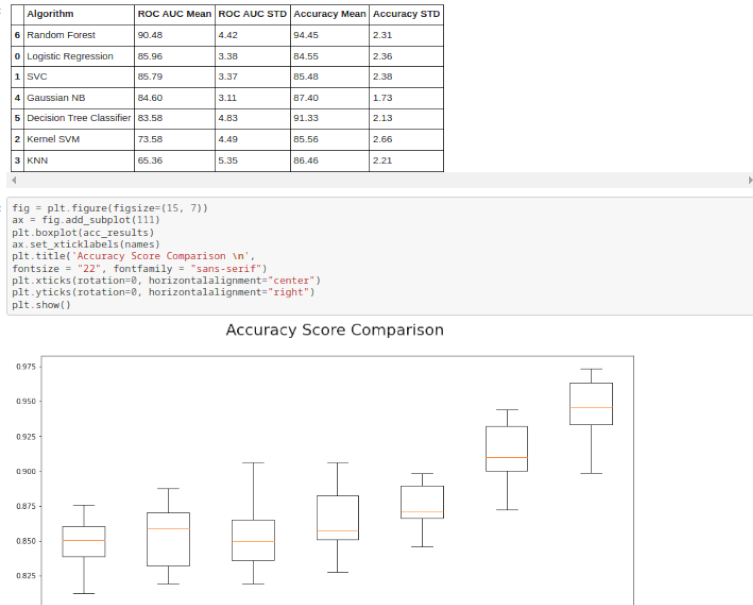 Algorithm ROC AUC Mean ROC AUC STD Accuracy Mean Accuracy STD
6 Random Forest 90.48 4.42 94.45 2.31
0 Logistic Regression 85.96 3.38 84.55 2.36
1 SVC 85.79 3.37 85.48 2.38
4 Gaussian NB 84.60 3.11 87.40 1.73
5 Decision Tree Classifier 83.58 4.83 91.33 2.13
2 Kernel SVM 73.58 4.49 85.56 2.66
3 KNN 65.36 5.35 86.46 2.21
fig = plt.figure(figsize=(15, 7))
ax = fig.add_subplot(111)
plt.boxplot(acc_results)
ax.set_xticklabels(names)
plt.title('Accuracy Score Comparison \n',
fontsize = "22", fontfamily = "sans-serif")
plt.xticks(rotation=0, horizontalalignment="center")
plt.yticks(rotation=0, horizontalalignment="right")
plt.show()
Accuracy Score Comparison
0.975
0.950
0.925
0.900
0.875
0.850
0.825